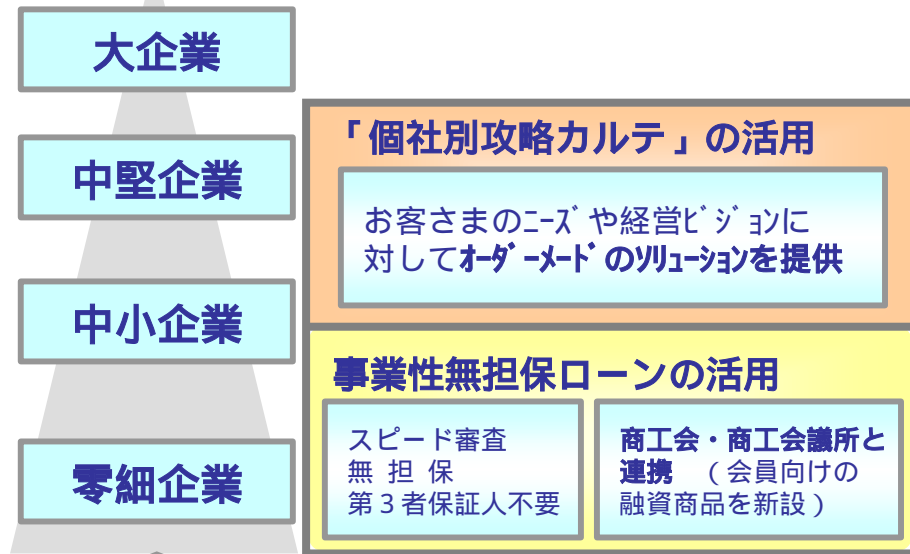 大企業
中堅企業
中小企業
零細企業
「個社別攻略カルテ」の活用
お客さまのﾆｰｽﾞや経営ﾋﾞｼﾞｮﾝに
対してｵｰﾀﾞｰﾒｰﾄﾞのｿﾘｭｰｼｮﾝを提供
事業性無担保ローンの活用
スピード審査
無 担 保
第３者保証人不要
商工会・商工会議所と
連携　（会員向けの
融資商品を新設）